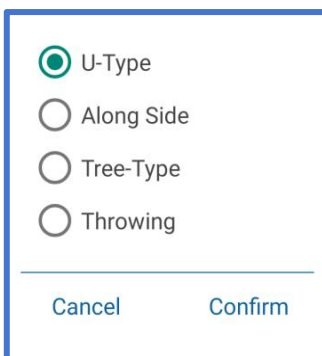 U-Type
Along Side
Tree-Type
Throwing
Cancel Confirm